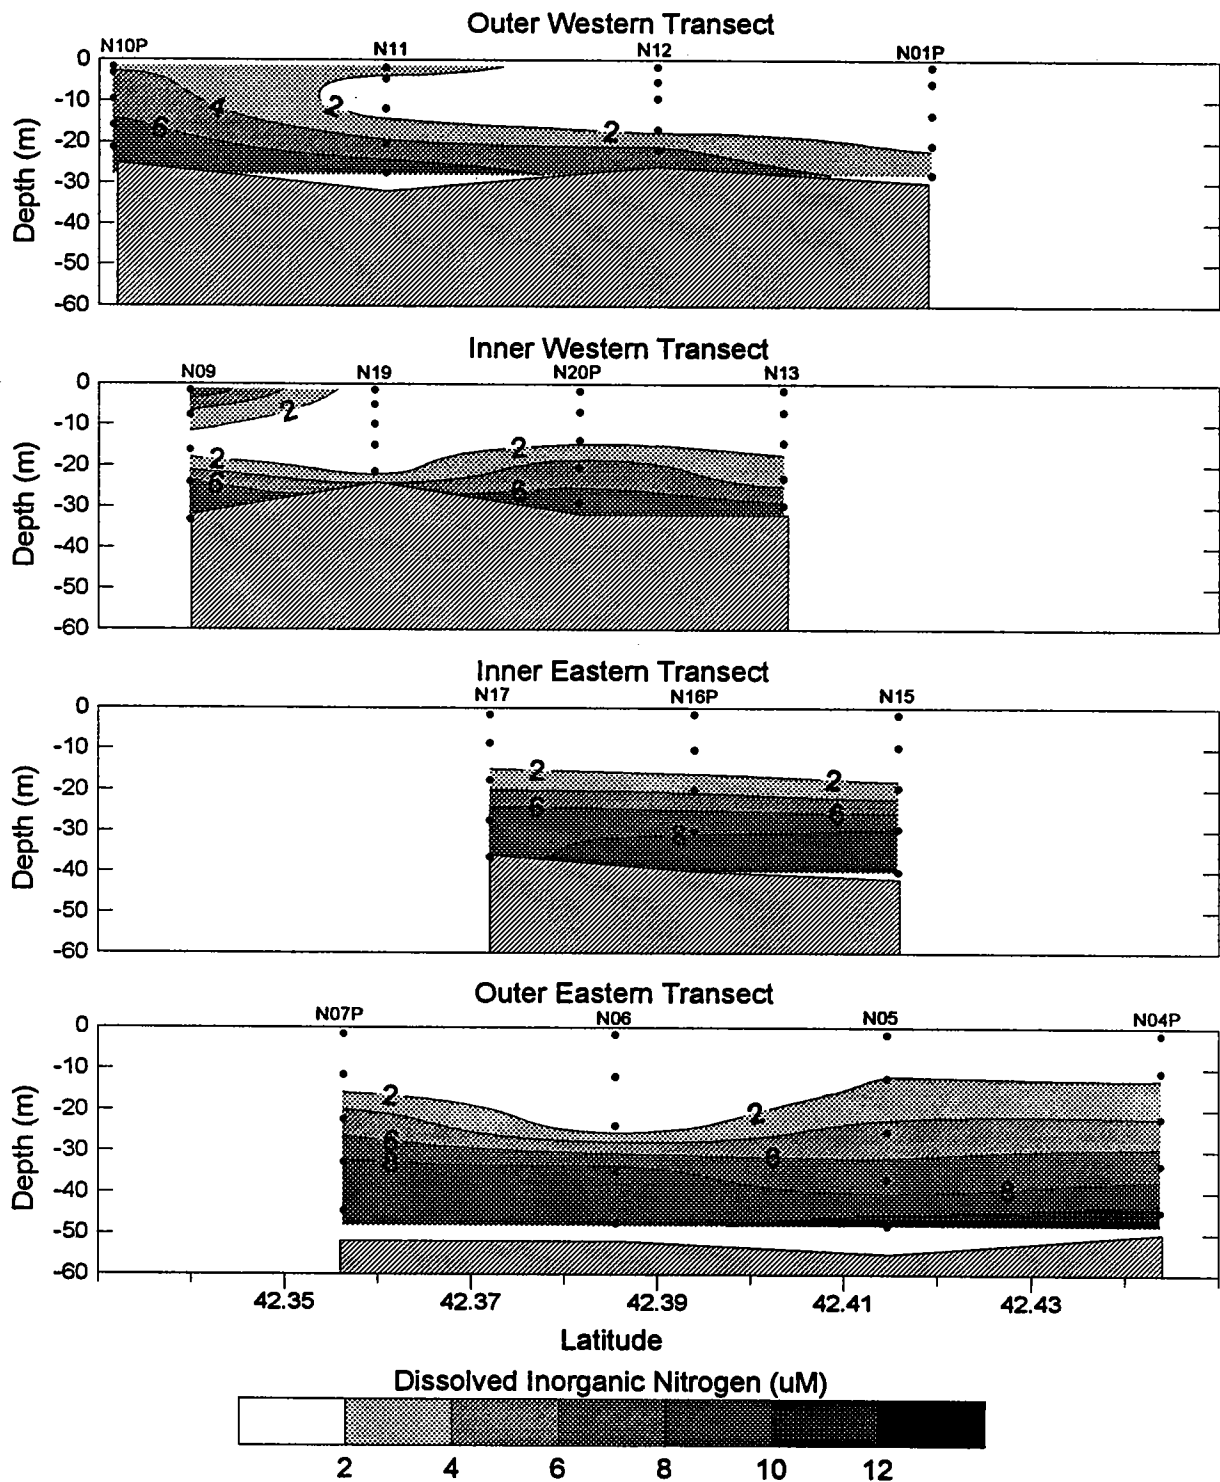 Outer Western Transect
N10P N11 N12 N01P
0
-10
-20
-30
-40
-50
-60
Depth (m)
4 2
6 2
Inner Western Transect
N09 N19 N20P N13
0
-10
-20
-30
-40
-50
-60
Depth (m)
2
2 2
6 6
Inner Eastern Transect
N17 N16P N15
0
-10
-20
-30
-40
-50
-60
Depth (m)
2 2
6 6
8
Outer Eastern Transect
N07P N06 N05 N04P
0
-10
-20
-30
-40
-50
-60
Depth (m)
2 2
6 6
8 8
42.35 42.37 42.39 42.41 42.43
Latitude
Dissolved Inorganic Nitrogen (uM)
2 4 6 8 10 12